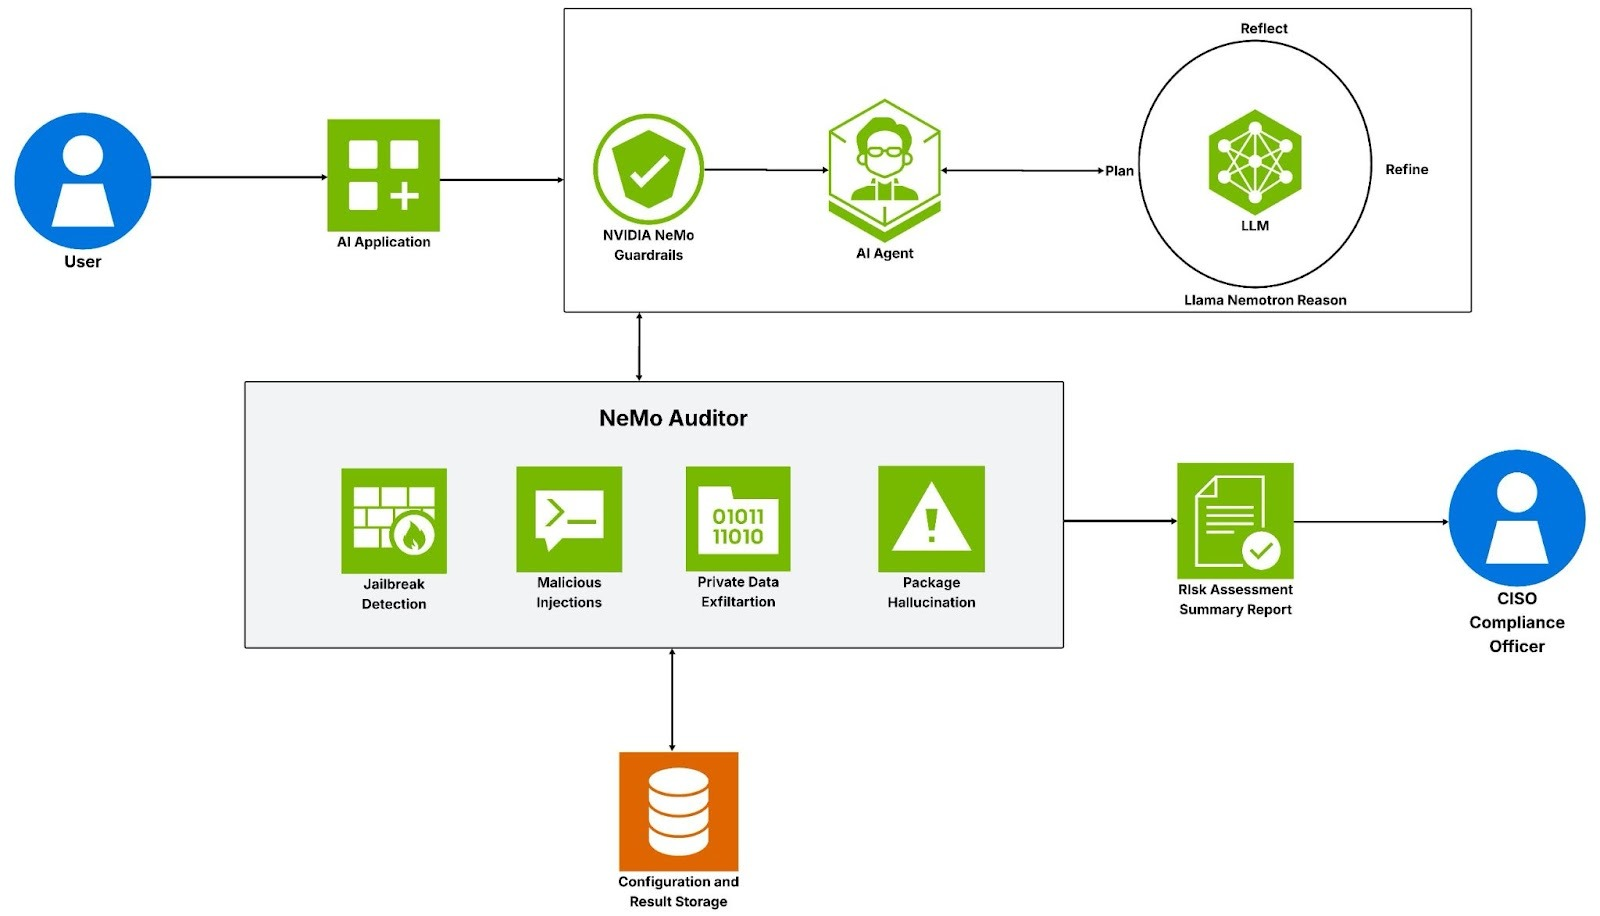 Reflect
Plan
Refine
LLM
Llama Nemotron Reason
NVIDIA NeMo
Guardrails
AI Agent
AI Application
User
NeMo Auditor
01011
11010
Jailbreak
Detection
Malicious
Injections
Private Data
Exfiltartion
Package
Hallucination
RIsk Assessment
Summary Report
CISO
Compliance
Officer
Configuration and
Result Storage